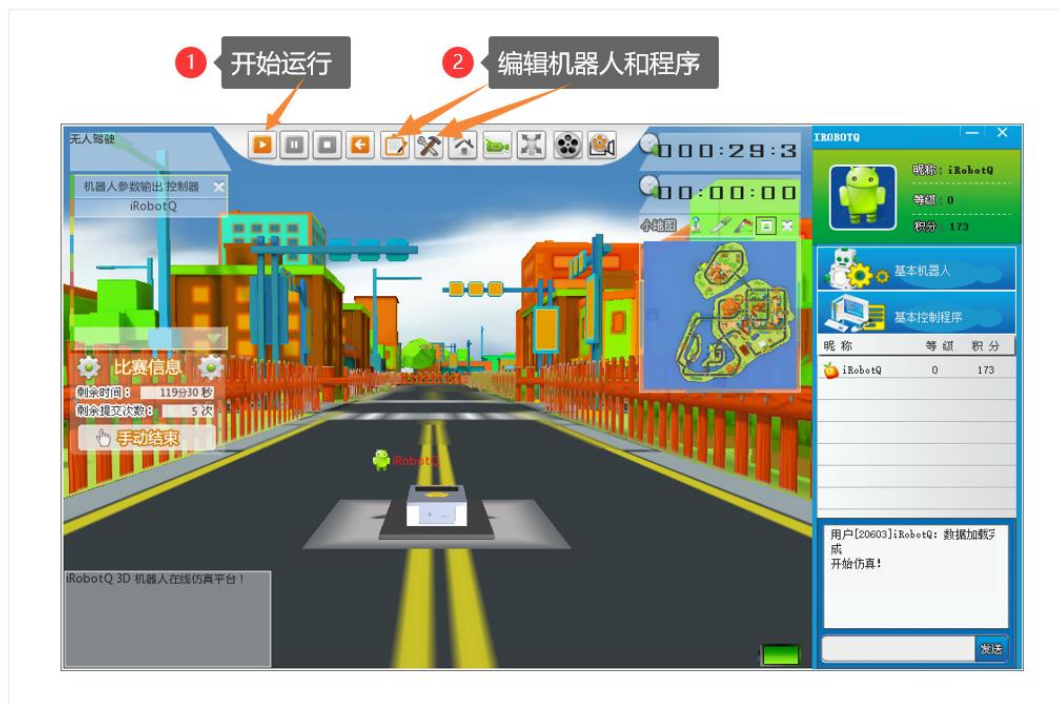 1 开始运行
2 编辑机器人和程序
无人驾驶
机器人参数输出:控制器
iRobotQ
000:29:3
00:00:00
小地图
比赛信息
剩余时间: 119分30 秒
剩余提交次数: 5 次
手动结束
iRobotQ
iRobotQ 3D 机器人在线仿真平台!
IROBOTQ
昵称: iRobotQ
等级: 0
积分: 173
基本机器人
基本控制程序
昵 称 等 级 积 分
iRobotQ 0 173
用户[20603]iRobotQ: 数据加载完
成
开始仿真!
发送